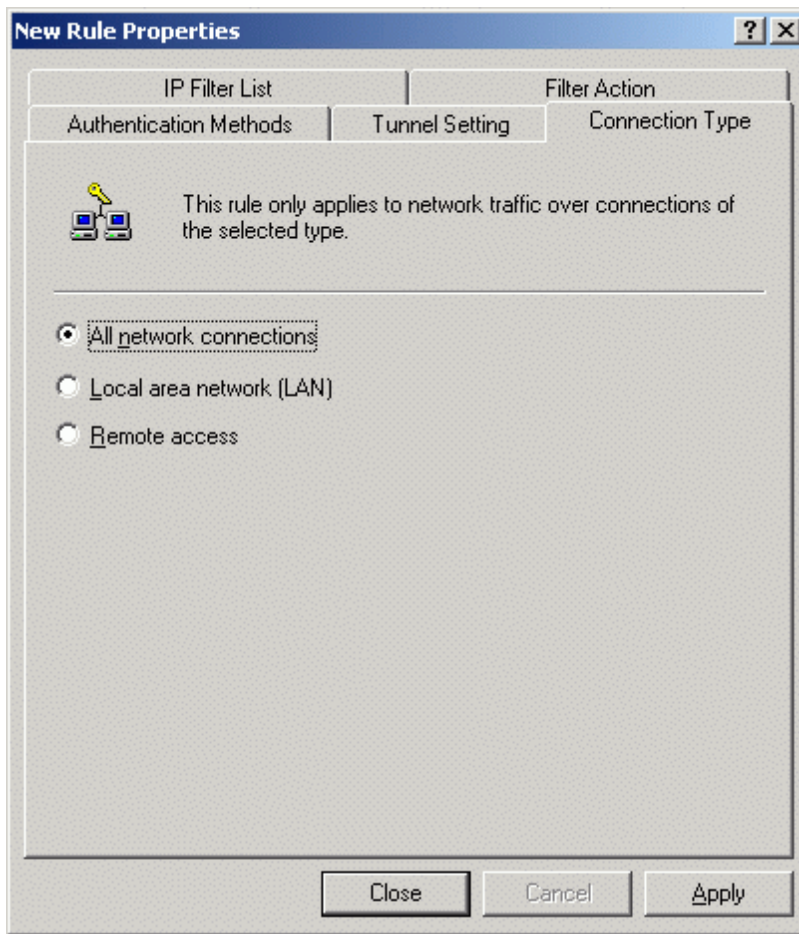 New Rule Properties
IP Filter List
Filter Action
Authentication Methods
Tunnel Setting
Connection Type
This rule only applies to network traffic over connections of
the selected type.
All network connections
Local area network (LAN)
Remote access
Close
Cancel
Apply